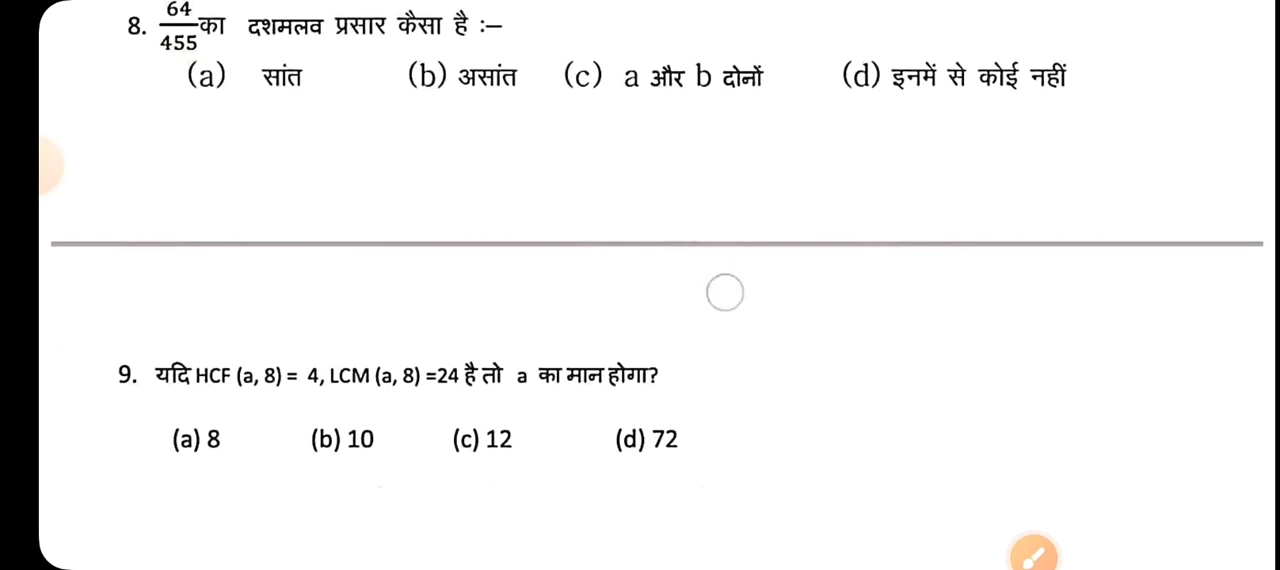 8. 64/455 का दशमलव प्रसार कैसा है :–
(a) सांत (b) असांत (c) a और b दोनों (d) इनमें से कोई नहीं
9. यदि HCF (a, 8) = 4, LCM (a, 8) =24 है तो a का मान होगा?
(a) 8 (b) 10 (c) 12 (d) 72